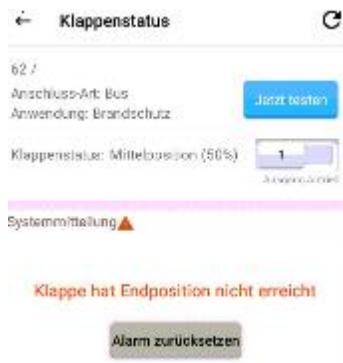 Klappenstatus
62 /
Anschluss-Art: Bus
Anwendung: Brandschutz
Jetzt testen
Klappenstatus: Mittelposition (50%)
1
Systemmitteilung
Klappe hat Endposition nicht erreicht
Alarm zurücksetzen